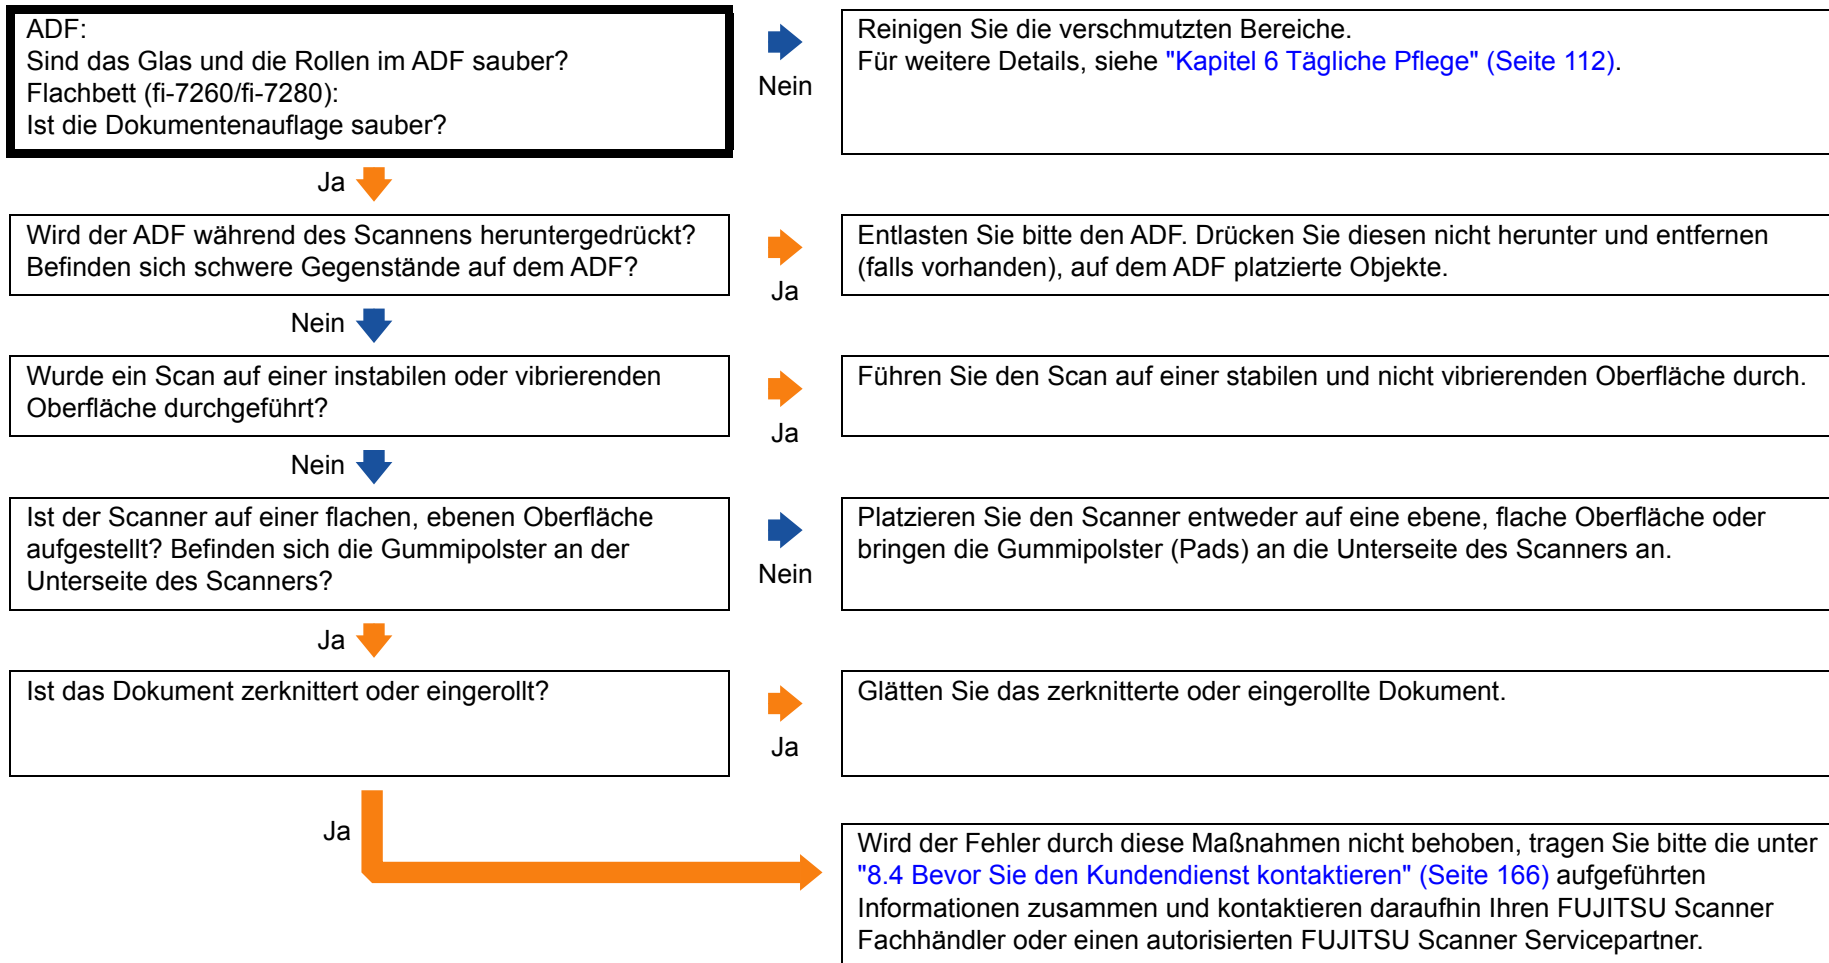 ADF:
Sind das Glas und die Rollen im ADF sauber?
Flachbett (fi-7260/fi-7280):
Ist die Dokumentenauflage sauber?
Nein
Reinigen Sie die verschmutzten Bereiche.
Für weitere Details, siehe "Kapitel 6 Tägliche Pflege" (Seite 112).
Ja
Wird der ADF während des Scannens heruntergedrückt?
Befinden sich schwere Gegenstände auf dem ADF?
Ja
Entlasten Sie bitte den ADF. Drücken Sie diesen nicht herunter und entfernen
(falls vorhanden), auf dem ADF platzierte Objekte.
Nein
Wurde ein Scan auf einer instabilen oder vibrierenden
Oberfläche durchgeführt?
Ja
Führen Sie den Scan auf einer stabilen und nicht vibrierenden Oberfläche durch.
Nein
Ist der Scanner auf einer flachen, ebenen Oberfläche
aufgestellt? Befinden sich die Gummipolster an der
Unterseite des Scanners?
Nein
Platzieren Sie den Scanner entweder auf eine ebene, flache Oberfläche oder
bringen die Gummipolster (Pads) an die Unterseite des Scanners an.
Ja
Ist das Dokument zerknittert oder eingerollt?
Ja
Glätten Sie das zerknitterte oder eingerollte Dokument.
Ja
Wird der Fehler durch diese Maßnahmen nicht behoben, tragen Sie bitte die unter
"8.4 Bevor Sie den Kundendienst kontaktieren" (Seite 166) aufgeführten
Informationen zusammen und kontaktieren daraufhin Ihren FUJITSU Scanner
Fachhändler oder einen autorisierten FUJITSU Scanner Servicepartner.